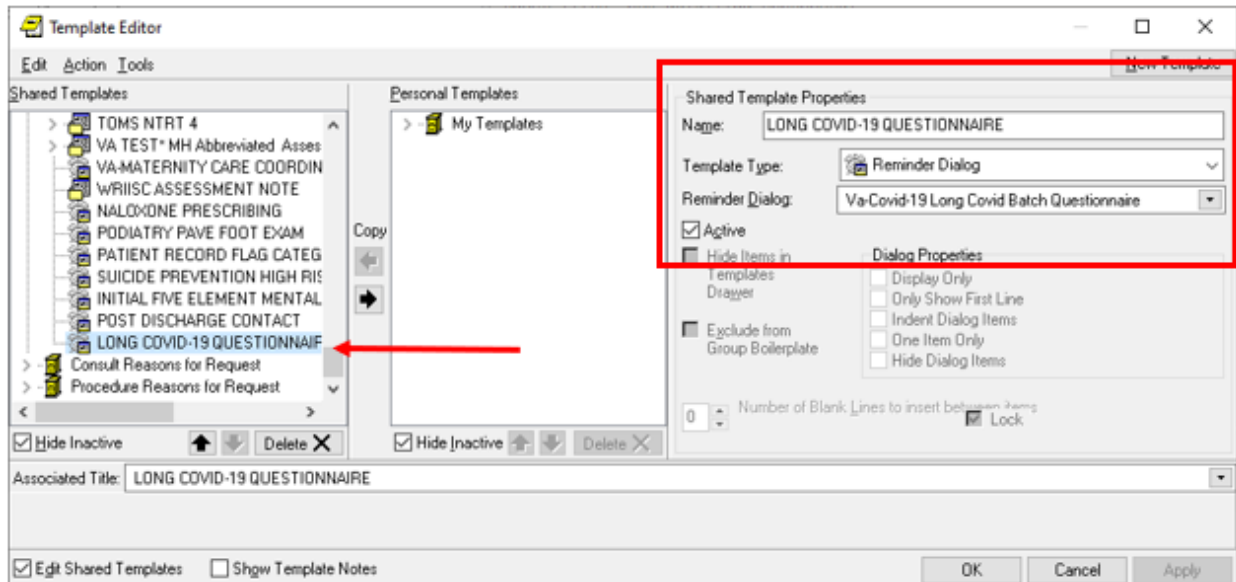 Template Editor
Edit Action Tools
New Template
Shared Templates
TOMS NTRT 4
VA TEST* MH Abbreviated Asses
VA-MATERNITY CARE COORDIN
WRIISC ASSESSMENT NOTE
NALOXONE PRESCRIBING
PODIATRY PAVE FOOT EXAM
PATIENT RECORD FLAG CATEG
SUICIDE PREVENTION HIGH RIS
INITIAL FIVE ELEMENT MENTAL
POST DISCHARGE CONTACT
LONG COVID-19 QUESTIONNAIF
Consult Reasons for Request
Procedure Reasons for Request
Hide Inactive
Delete
Copy
Personal Templates
My Templates
Hide Inactive
Delete
Shared Template Properties
Name: LONG COVID-19 QUESTIONNAIRE
Template Type: Reminder Dialog
Reminder Dialog: Va-Covid-19 Long Covid Batch Questionnaire
Active
Hide Items in
Templates
Drawer
Exclude from
Group Boilerplate
Dialog Properties
Display Only
Only Show First Line
Indent Dialog Items
One Item Only
Hide Dialog Items
0 Number of Blank Lines to insert between items
Lock
Associated Title: LONG COVID-19 QUESTIONNAIRE
Edit Shared Templates
Show Template Notes
OK Cancel Apply